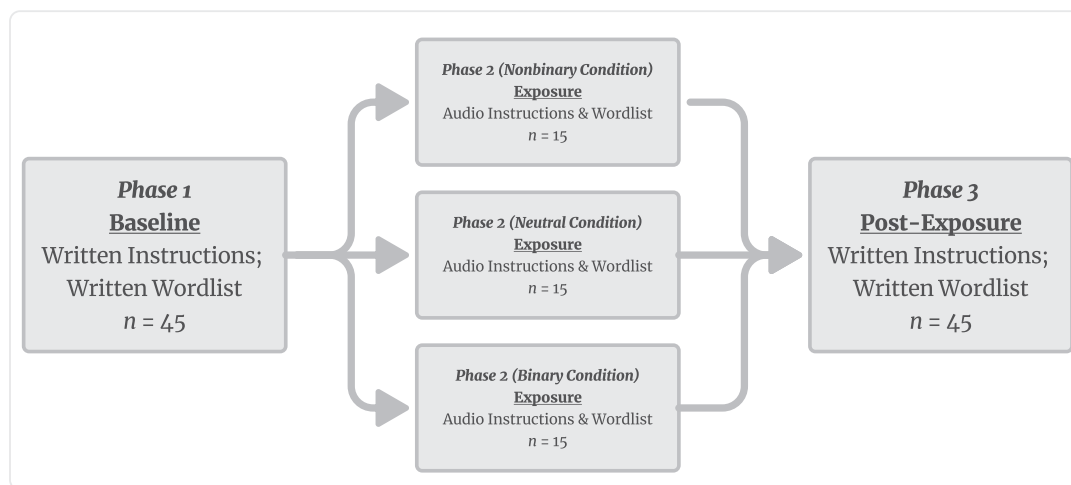 Phase 1
Baseline
Written Instructions;
Written Wordlist
n = 45
Phase 2 (Nonbinary Condition)
Exposure
Audio Instructions & Wordlist
n = 15
Phase 2 (Neutral Condition)
Exposure
Audio Instructions & Wordlist
n = 15
Phase 2 (Binary Condition)
Exposure
Audio Instructions & Wordlist
n = 15
Phase 3
Post-Exposure
Written Instructions;
Written Wordlist
n = 45